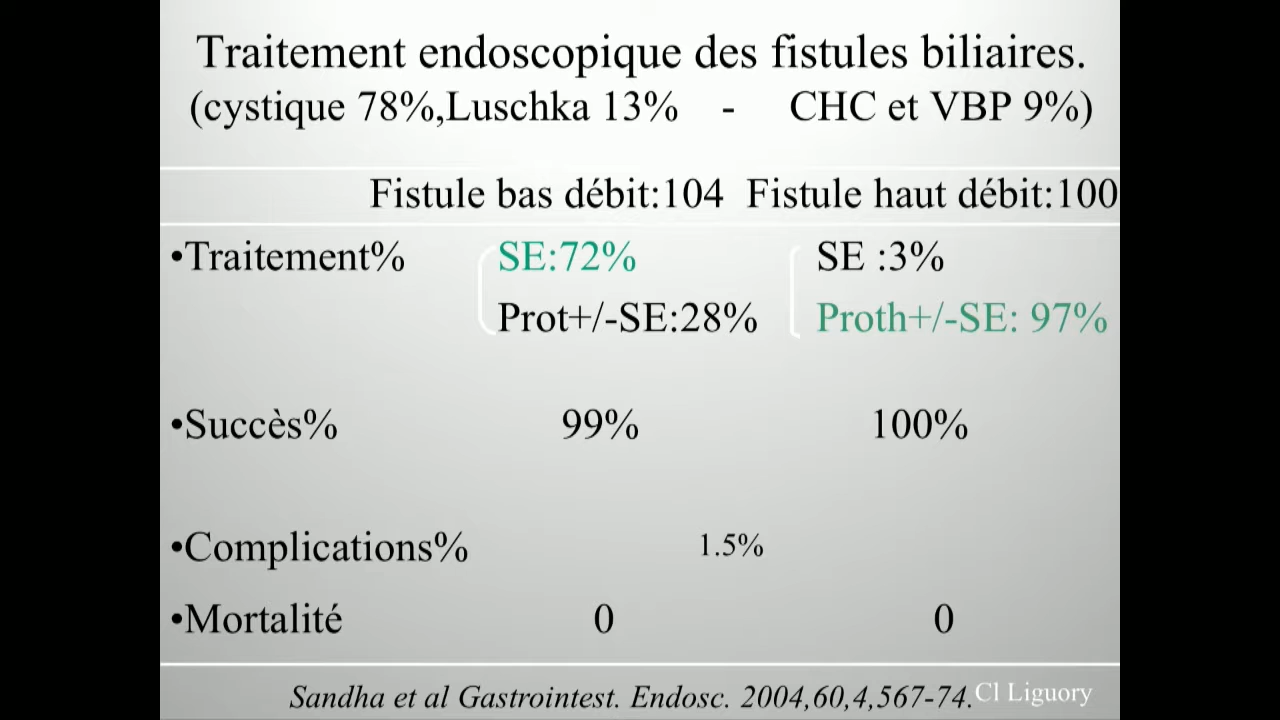 Traitement endoscopique des fistules biliaires.
(cystique 78%,Luschka 13% - CHC et VBP 9%)
Fistule bas débit:104 Fistule haut débit:100
•Traitement% SE:72% SE :3%
Prot+/-SE:28% Proth+/-SE: 97%
•Succès% 99% 100%
•Complications% 1.5%
•Mortalité 0 0
Sandha et al Gastrointest. Endosc. 2004,60,4,567-74. Cl Liguory